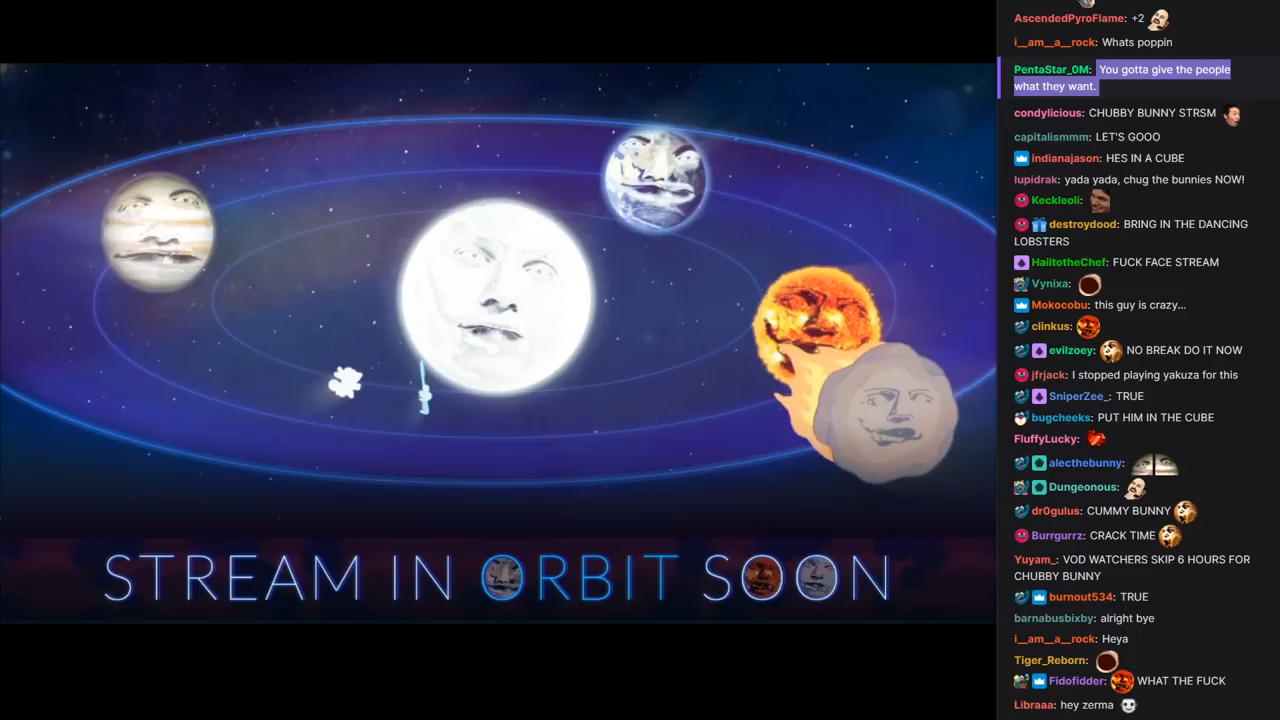 STREAM IN ORBIT SOON
AscendedPyroFlame: +2
i__am__a__rock: Whats poppin
PentaStar_0M: You gotta give the people
what they want.
condylicious: CHUBBY BUNNY STRSM
capitalismmm: LET'S GOOO
indianajason: HES IN A CUBE
lupidrak: yada yada, chug the bunnies NOW!
Keckleoli:
destroydood: BRING IN THE DANCING
LOBSTERS
HailtotheChef: FUCK FACE STREAM
Vynixa:
Mokocobu: this guy is crazy...
clinkus:
evilzoey: NO BREAK DO IT NOW
jfrjack: I stopped playing yakuza for this
SniperZee_: TRUE
bugcheeks: PUT HIM IN THE CUBE
FluffyLucky:
alecthebunny:
Dungeonous:
dr0gulus: CUMMY BUNNY
Burrgurrz: CRACK TIME
Yuyam_: VOD WATCHERS SKIP 6 HOURS FOR
CHUBBY BUNNY
burnout534: TRUE
barnabusbixby: alright bye
i__am__a__rock: Heya
Tiger_Reborn:
Fidofidder: WHAT THE FUCK
Libraaa: hey zerma